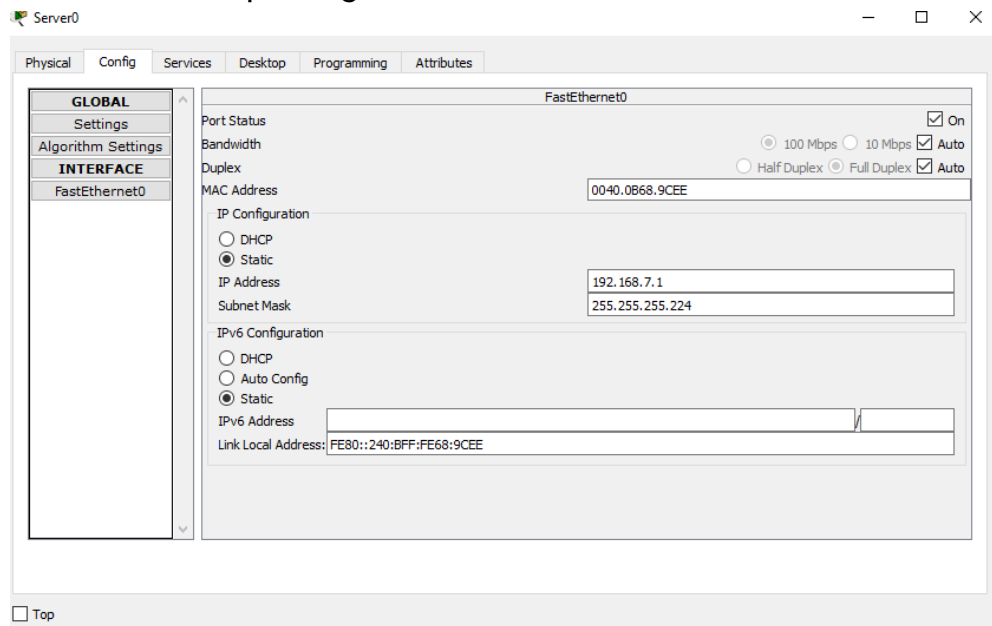 Server0
Physical Config Services Desktop Programming Attributes
GLOBAL
Settings
Algorithm Settings
INTERFACE
FastEthernet0
FastEthernet0
Port Status On
Bandwidth 100 Mbps 10 Mbps Auto
Duplex Half Duplex Full Duplex Auto
MAC Address 0040.0B68.9CEE
IP Configuration
DHCP
Static
IP Address 192.168.7.1
Subnet Mask 255.255.255.224
IPv6 Configuration
DHCP
Auto Config
Static
IPv6 Address /
Link Local Address: FE80::240:BFF:FE68:9CEE
Top